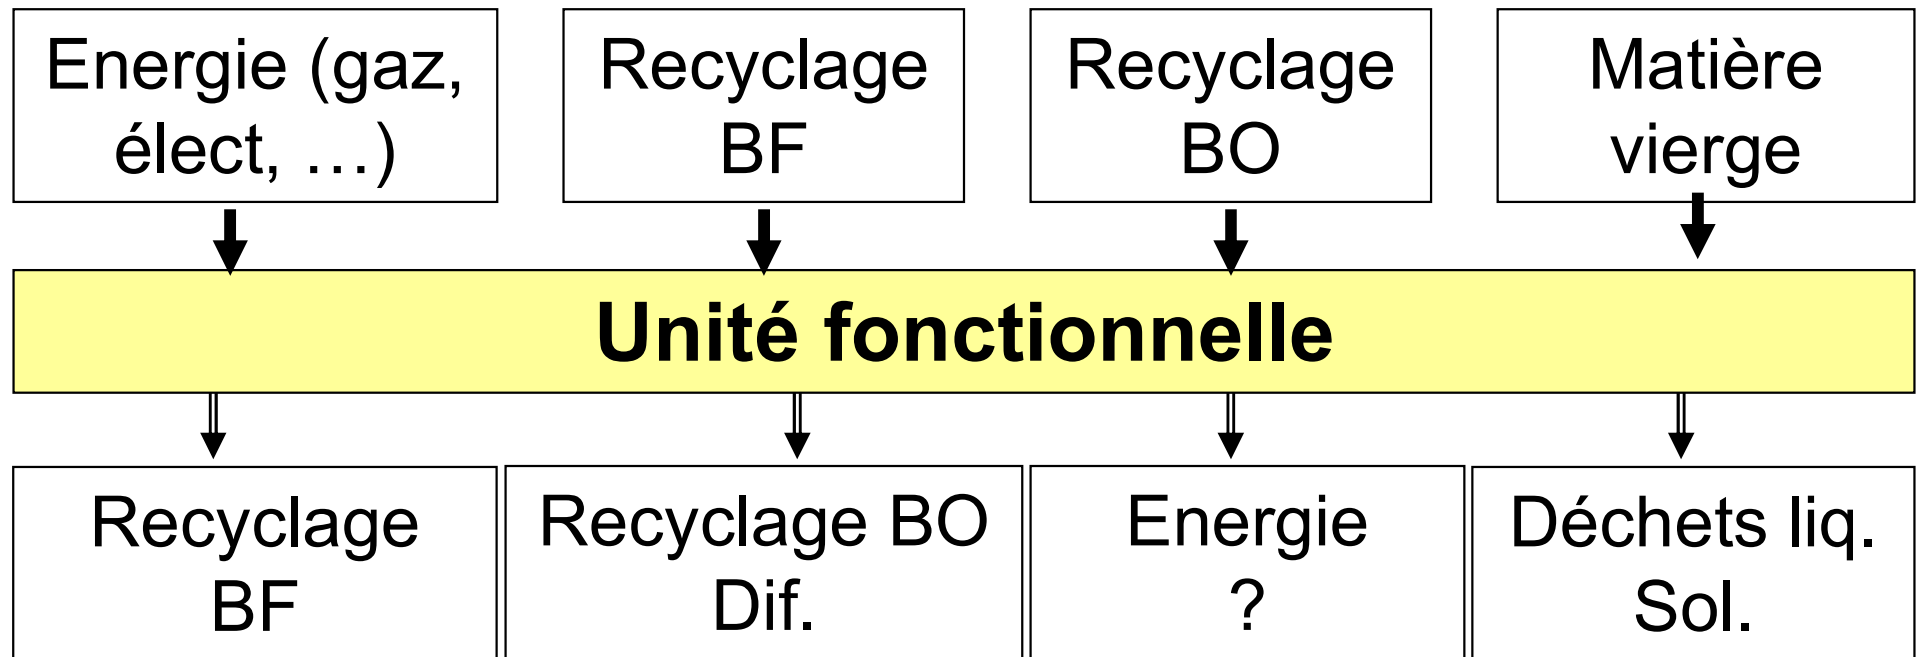 Energie (gaz,
élect, …)
Recyclage
BF
Recyclage
BO
Matière
vierge
Unité fonctionnelle
Recyclage
BF
Recyclage BO
Dif.
Energie
?
Déchets liq.
Sol.